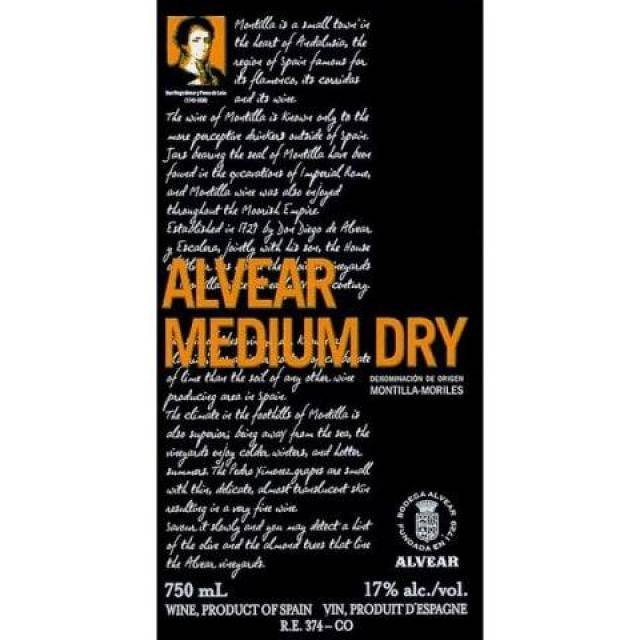 Montilla is a small town in
the heart of Andalusia, the
region of Spain famous for
its flamenco, its corridas
and its wine.
The wine of Montilla is known only to the
more perceptive drinkers outside of Spain.
Jars bearing the seal of Montilla have been
found in the excavations of Imperial Rome,
and Montilla wine was also enjoyed
throughout the Moorish Empire
Established in 1729 by Don Diego de Alvear
y Escalera, jointly with his son, the House
of Alvear has vineyards
century.
ALVEAR
MEDIUM DRY
of lime than the soil of any other wine
producing area in Spain.
DENOMINACIÓN DE ORIGEN
MONTILLA-MORILES
The climate in the foothills of Montilla is
also superior; being away from the sea, the
vineyards enjoy colder winters, and hotter
summers. The Pedro Ximenez grapes are small
with thin, delicate, almost translucent skin
resulting in a very fine wine.
Savour it slowly and you may detect a hint
of the olive and the almond trees that line
the Alvear vineyards.
BODEGA ALVEAR
FUNDADA EN 1729
ALVEAR
750 mL 17% alc./vol.
WINE, PRODUCT OF SPAIN VIN, PRODUIT D'ESPAGNE
R.E. 374-CO